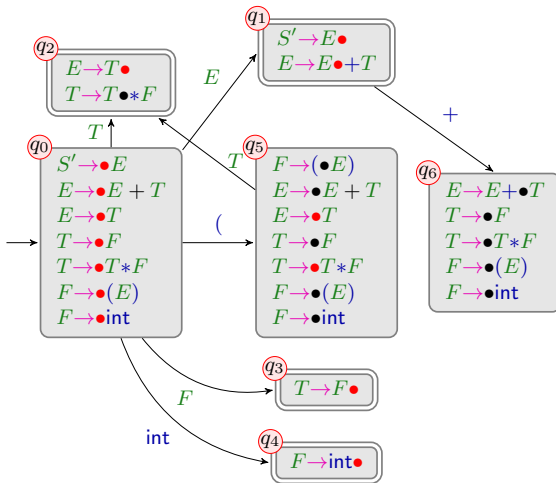 q1
S′→E●
E→E●+T
q2
E→T●
T→T●*F
E
+
T
q0
S′→●E
E→●E + T
E→●T
T→●F
T→●T*F
F→●(E)
F→●int
(
T
q5
F→(●E)
E→●E + T
E→●T
T→●F
T→●T*F
F→●(E)
F→●int
q6
E→E+●T
T→●F
T→●T*F
F→●(E)
F→●int
F
q3
T→F●
int
q4
F→int●